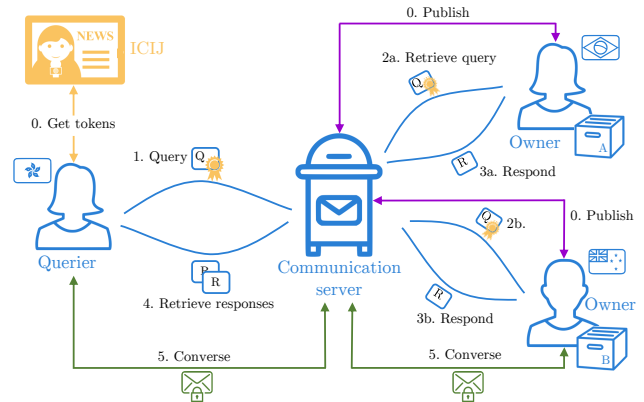 0. Publish
NEWS
ICIJ
2a. Retrieve query
Q
0. Get tokens
Owner
A
1. Query
Q
R
3a. Respond
0. Publish
Q
2b.
Querier
Communication
server
R
R
4. Retrieve responses
R
3b. Respond
Owner
5. Converse
5. Converse
B